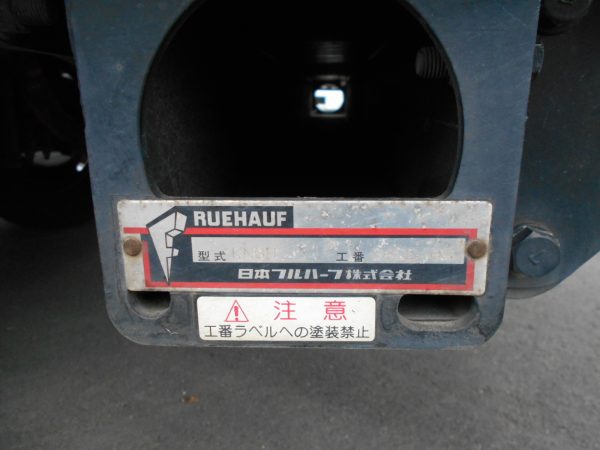 RUEHAUF
型式 工番
日本フルハーフ株式会社
注意
工番ラベルへの塗装禁止